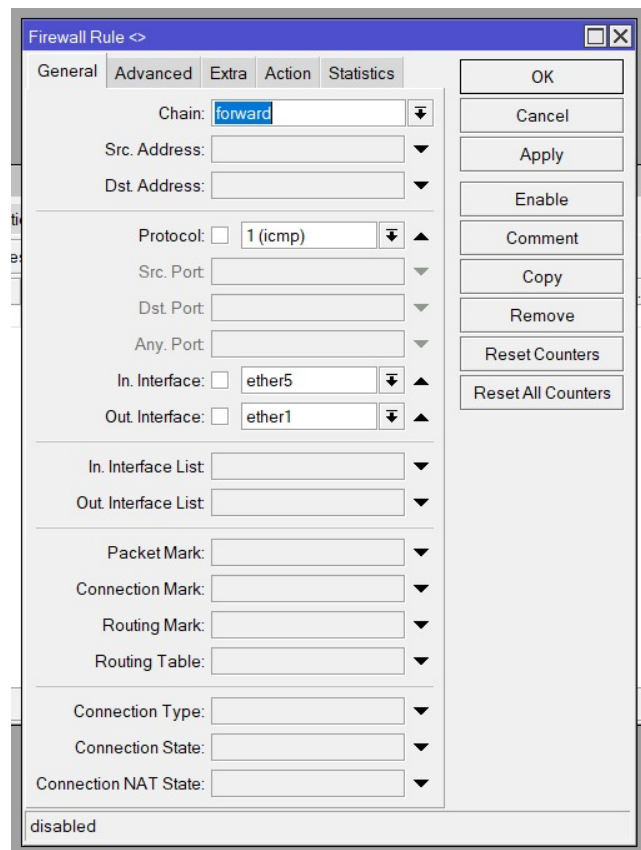 Firewall Rule <>
General Advanced Extra Action Statistics
OK
Cancel
Apply
Enable
Comment
Copy
Remove
Reset Counters
Reset All Counters
Chain: forward
Src. Address:
Dst. Address:
Protocol: 1 (icmp)
Src. Port:
Dst. Port:
Any. Port:
In. Interface: ether5
Out. Interface: ether1
In. Interface List:
Out. Interface List:
Packet Mark:
Connection Mark:
Routing Mark:
Routing Table:
Connection Type:
Connection State:
Connection NAT State:
disabled